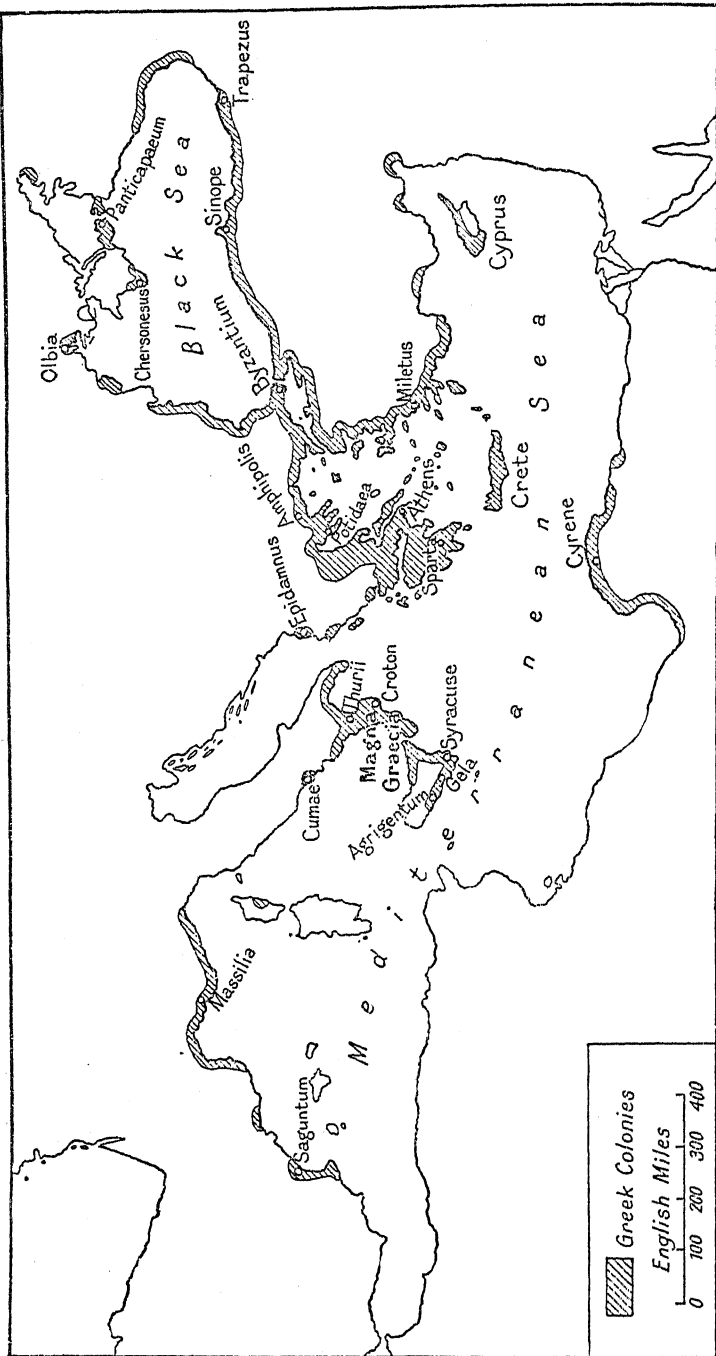 Olbia
Panticapaeum
Chersonesus
Black Sea
Trapezus
Sinope
Byzantium
Amphipolis
Epidamnus
Potidaea
Miletus
Athens
Sparta
Cyprus
Crete
Cyrene
Thurii
Croton
Magna
Graecia
Cumae
Syracuse
Gela
Agrigentum
Massilia
Saguntum
Mediterranean Sea
Greek Colonies
English Miles
0 100 200 300 400